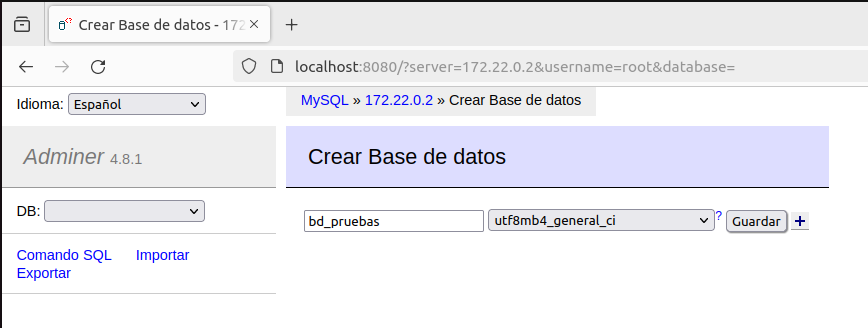 Crear Base de datos - 172
localhost:8080/?server=172.22.0.2&username=root&database=
Idioma: Español
MySQL » 172.22.0.2 » Crear Base de datos
Adminer 4.8.1
Crear Base de datos
DB:
bd_pruebas utf8mb4_general_ci ? Guardar +
Comando SQL Importar
Exportar